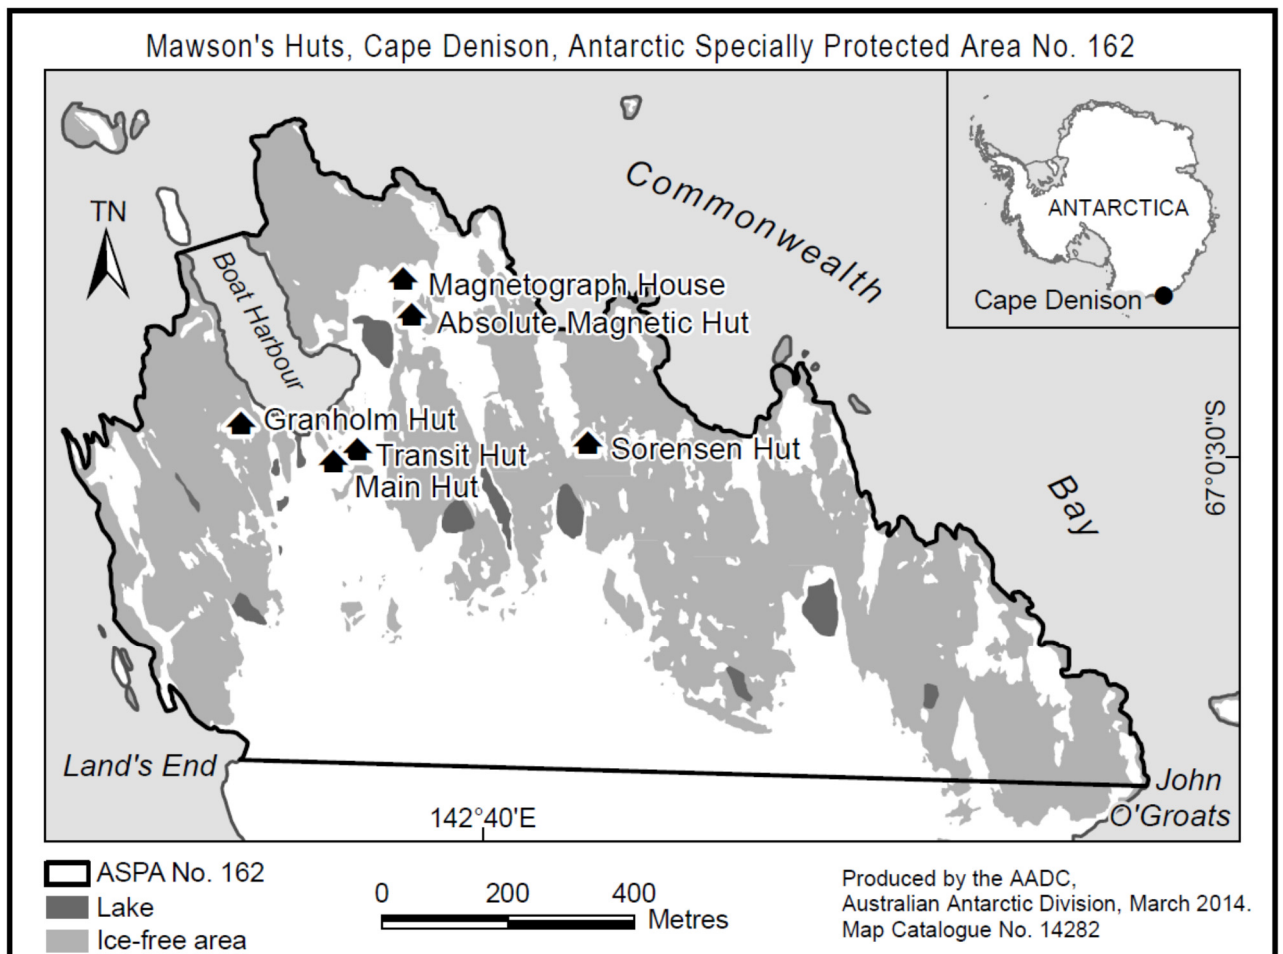 Mawson's Huts, Cape Denison, Antarctic Specially Protected Area No. 162
Commonwealth
Bay
ANTARCTICA
Cape Denison
TN
Boat Harbour
Magnetograph House
Absolute Magnetic Hut
Granholm Hut
Transit Hut
Main Hut
Sorensen Hut
67°0'30"S
Land's End
John
O'Groats
142°40'E
ASPA No. 162
Lake
Ice-free area
0 200 400
Metres
Produced by the AADC,
Australian Antarctic Division, March 2014.
Map Catalogue No. 14282